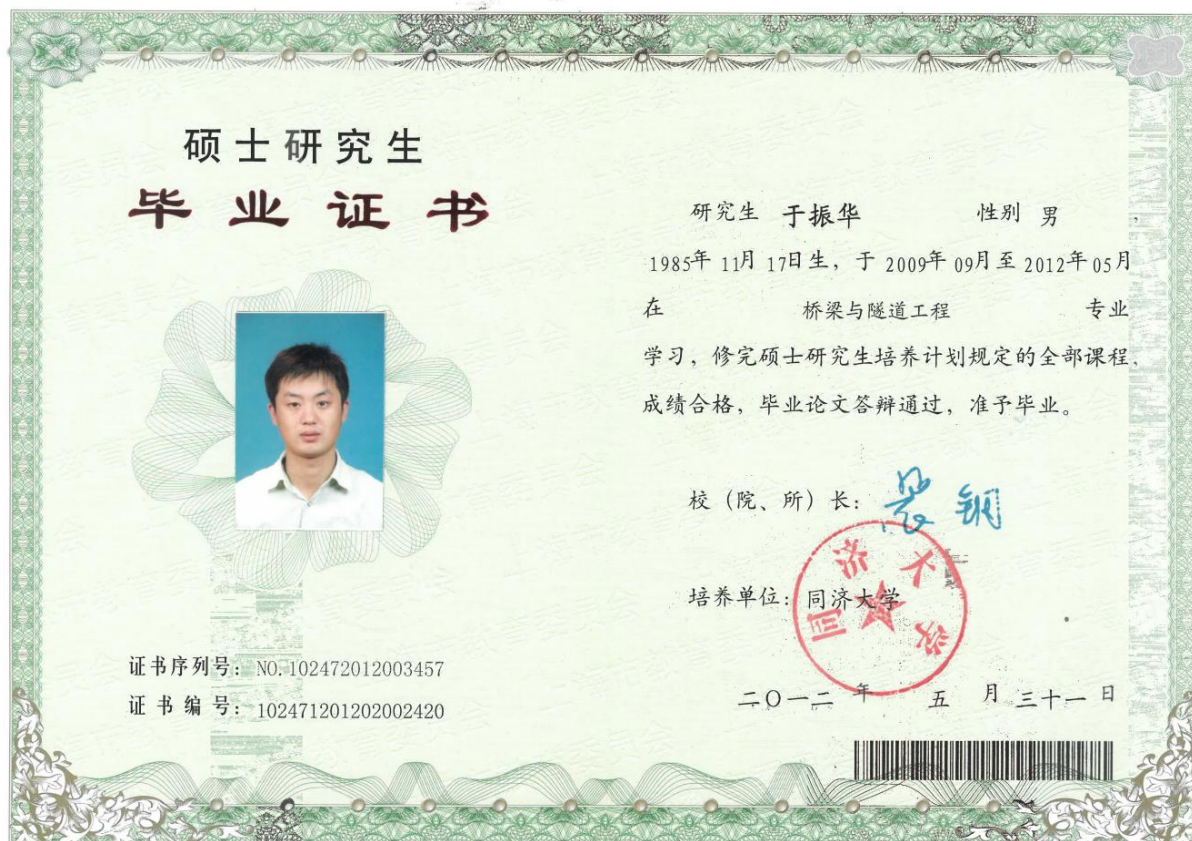 硕士研究生
毕业证书
研究生 于振华 性别 男 ,
1985年 11月 17日生，于 2009年 09月至 2012年 05月
在 桥梁与隧道工程 专业
学习，修完硕士研究生培养计划规定的全部课程，
成绩合格，毕业论文答辩通过，准予毕业。
校（院、所）长：
培养单位：同济大学
同济大学
二〇一二 年 五 月 三十一 日
证书序列号：NO.102472012003457
证书编号：102471201202002420